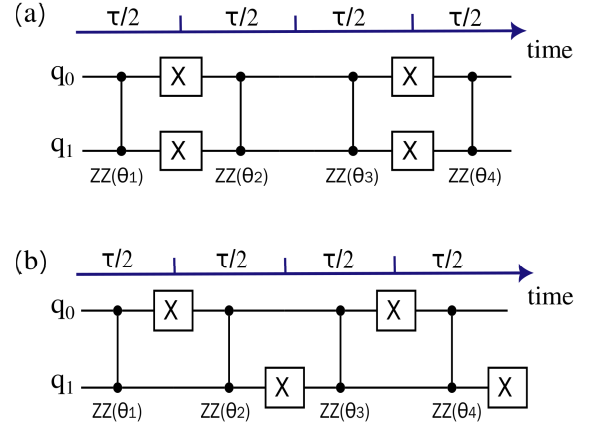 (a)
τ/2 τ/2 τ/2 τ/2
time
q0 X X
q1 X X
ZZ(θ1) ZZ(θ2) ZZ(θ3) ZZ(θ4)
(b)
τ/2 τ/2 τ/2 τ/2
time
q0 X X
q1 X X
ZZ(θ1) ZZ(θ2) ZZ(θ3) ZZ(θ4)